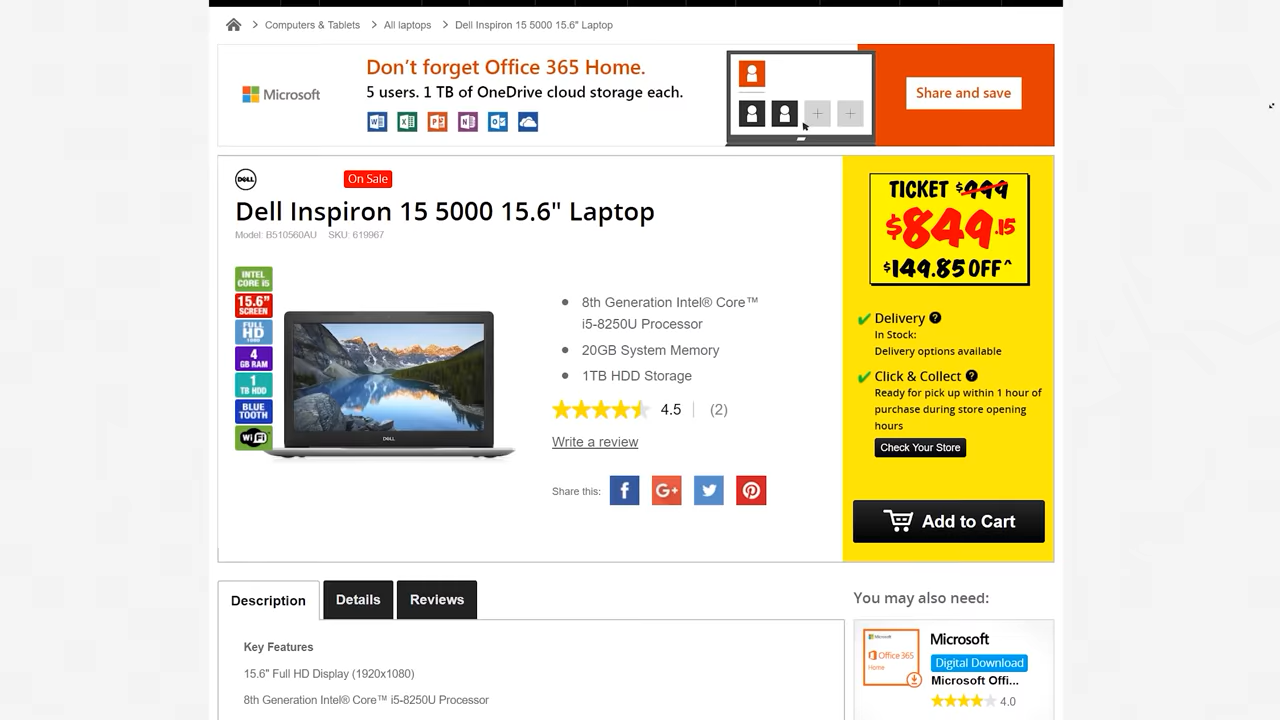 Computers & Tablets
All laptops
Dell Inspiron 15 5000 15.6" Laptop
Microsoft
Don't forget Office 365 Home.
5 users. 1 TB of OneDrive cloud storage each.
Share and save
DELL
On Sale
Dell Inspiron 15 5000 15.6" Laptop
Model: B510560AU SKU: 619967
INTEL
CORE i5
15.6"
SCREEN
FULL
HD
1080
4
GB RAM
1
TB HDD
BLUE
TOOTH
WiFi
DELL
8th Generation Intel® Core™
i5-8250U Processor
20GB System Memory
1TB HDD Storage
4.5
(2)
Write a review
Share this:
TICKET $999
$849.15
$149.85 OFF^
Delivery
In Stock:
Delivery options available
Click & Collect
Ready for pick up within 1 hour of
purchase during store opening
hours
Check Your Store
Add to Cart
Description
Details
Reviews
Key Features
15.6" Full HD Display (1920x1080)
8th Generation Intel® Core™ i5-8250U Processor
You may also need:
Microsoft
Office 365
Home
Microsoft
Digital Download
Microsoft Offi...
4.0